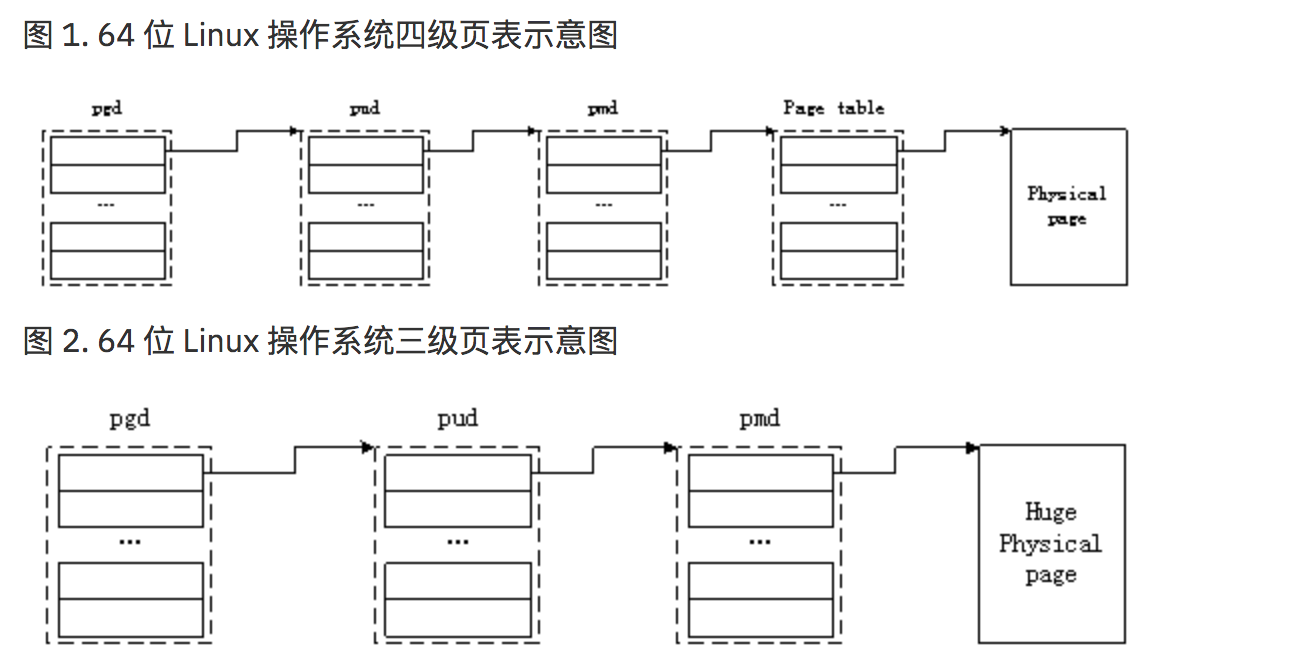 图 1. 64 位 Linux 操作系统四级页表示意图
pgd pud pmd Page table
---
---
---
---
Physical
page
图 2. 64 位 Linux 操作系统三级页表示意图
pgd pud pmd
...
...
...
Huge
Physical
page